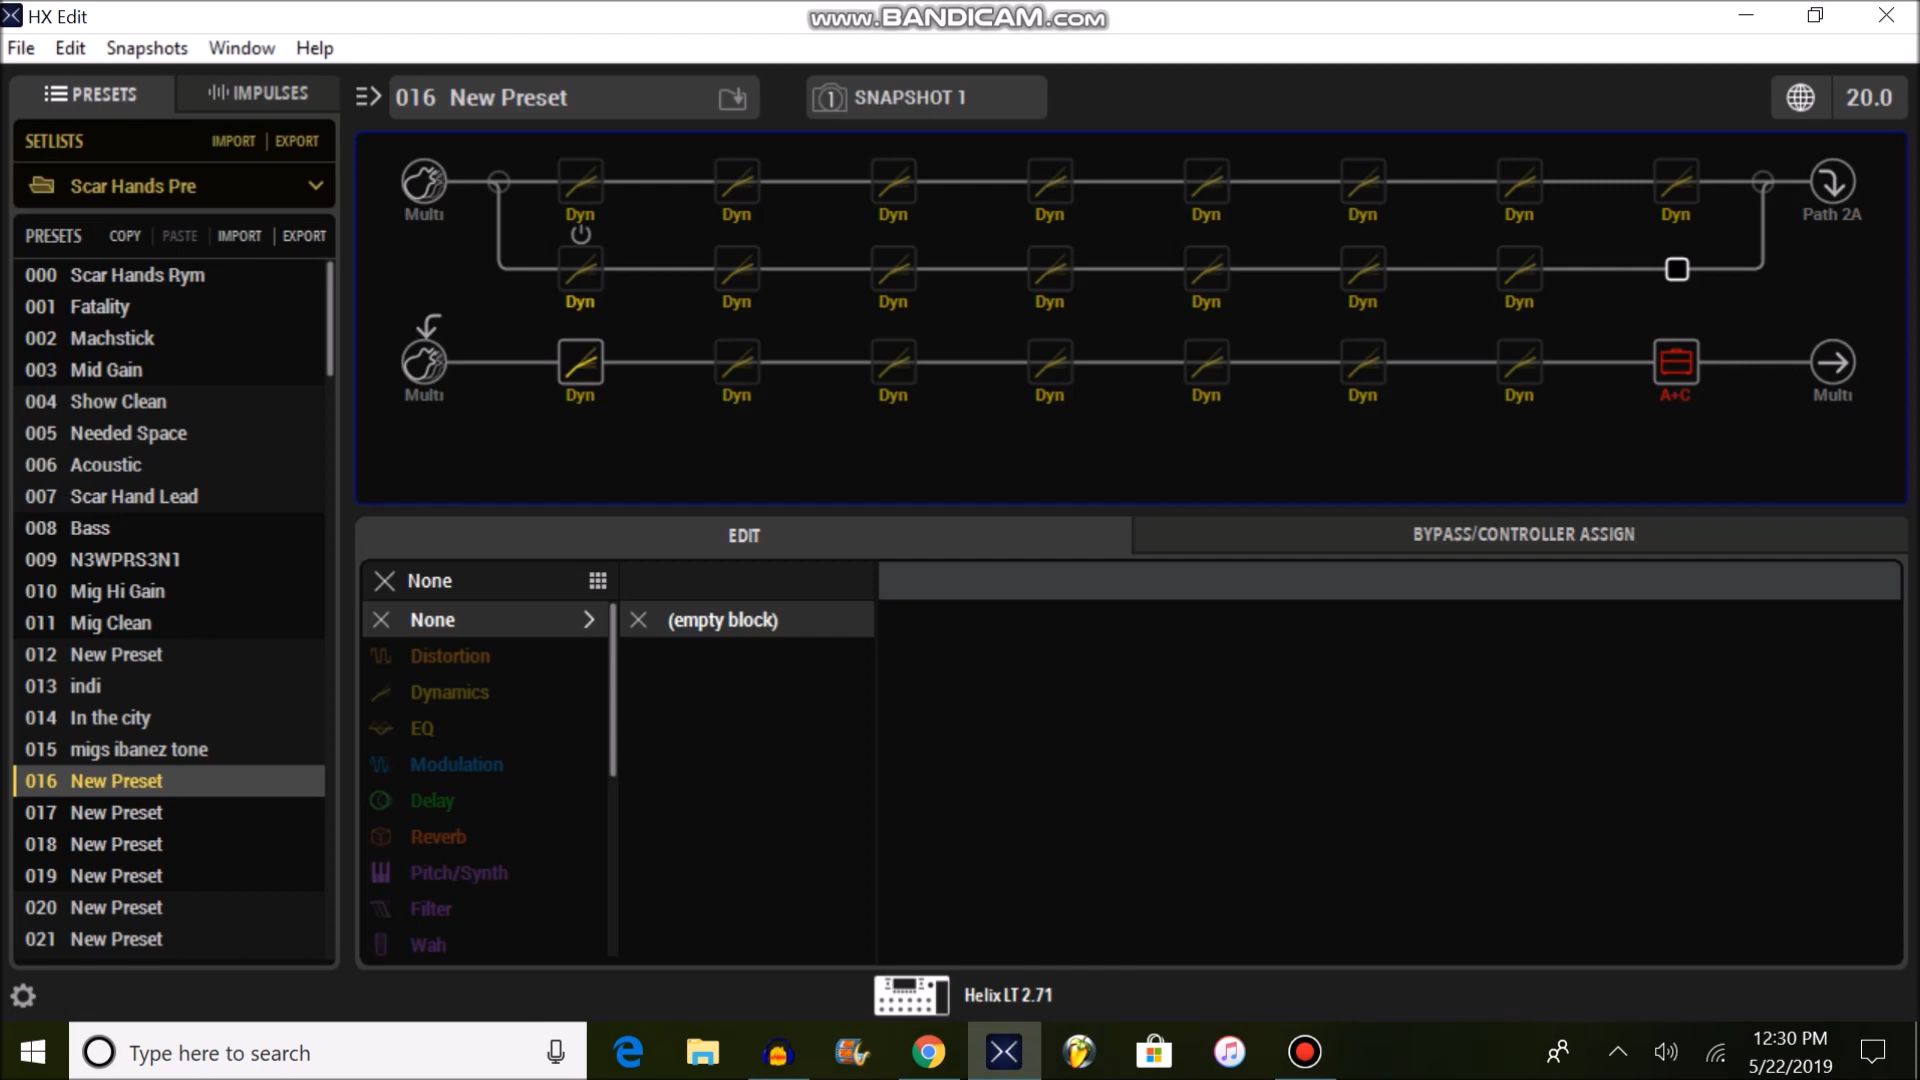 HX Edit
www.BANDICAM.com
File Edit Snapshots Window Help
PRESETS IMPULSES
016 New Preset
1 SNAPSHOT 1
20.0
SETLISTS IMPORT | EXPORT
Scar Hands Pre
PRESETS COPY | PASTE | IMPORT | EXPORT
000 Scar Hands Rym
001 Fatality
002 Machstick
003 Mid Gain
004 Show Clean
005 Needed Space
006 Acoustic
007 Scar Hand Lead
008 Bass
009 N3WPRS3N1
010 Mig Hi Gain
011 Mig Clean
012 New Preset
013 indi
014 In the city
015 migs ibanez tone
016 New Preset
017 New Preset
018 New Preset
019 New Preset
020 New Preset
021 New Preset
Multi Dyn Dyn Dyn Dyn Dyn Dyn Dyn Dyn Path 2A
Dyn Dyn Dyn Dyn Dyn Dyn Dyn
Multi Dyn Dyn Dyn Dyn Dyn Dyn Dyn A+C Multi
EDIT BYPASS/CONTROLLER ASSIGN
None
None (empty block)
Distortion
Dynamics
EQ
Modulation
Delay
Reverb
Pitch/Synth
Filter
Wah
Helix LT 2.71
Type here to search
12:30 PM
5/22/2019